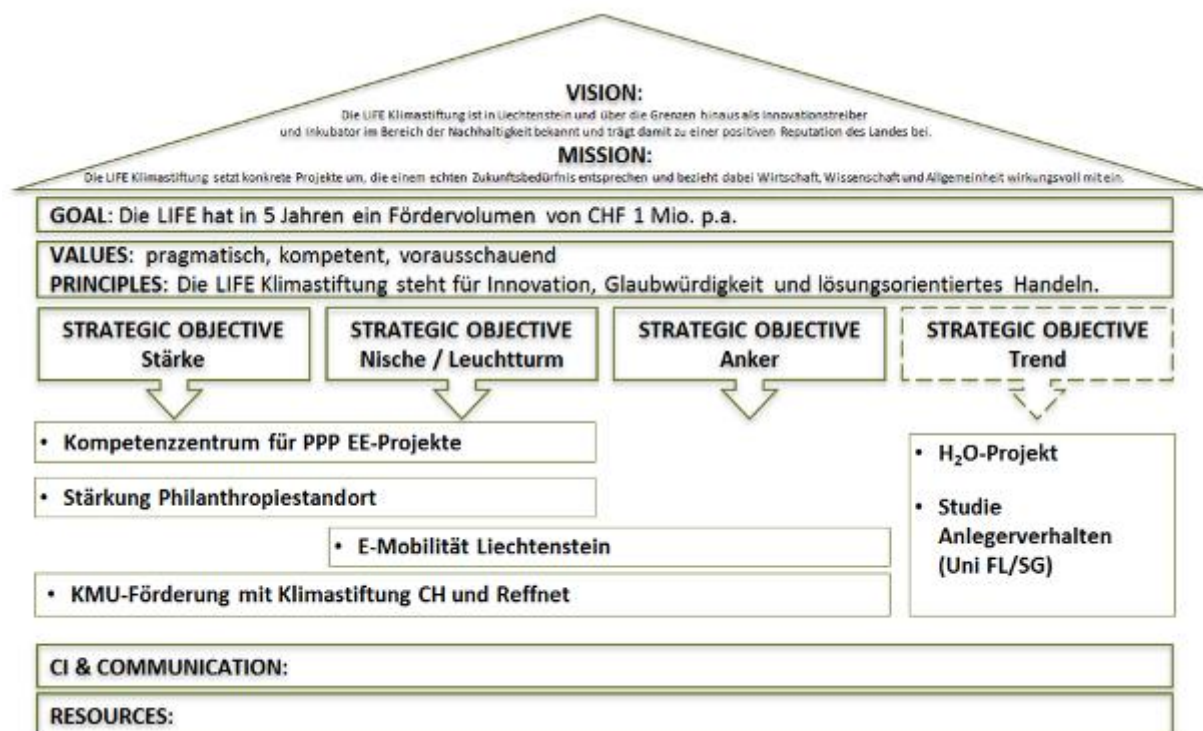 VISION:
Die LIFE Klimastiftung ist in Liechtenstein und über die Grenzen hinaus als Innovationstreiber
und Inkubator im Bereich der Nachhaltigkeit bekannt und trägt damit zu einer positiven Reputation des Landes bei.
MISSION:
Die LIFE Klimastiftung setzt konkrete Projekte um, die einem echten Zukunftsbedürfnis entsprechen und bezieht dabei Wirtschaft, Wissenschaft und Allgemeinheit wirkungsvoll mit ein.
GOAL: Die LIFE hat in 5 Jahren ein Fördervolumen von CHF 1 Mio. p.a.
VALUES: pragmatisch, kompetent, vorausschauend
PRINCIPLES: Die LIFE Klimastiftung steht für Innovation, Glaubwürdigkeit und lösungsorientiertes Handeln.
STRATEGIC OBJECTIVE
Stärke
STRATEGIC OBJECTIVE
Nische / Leuchtturm
STRATEGIC OBJECTIVE
Anker
STRATEGIC OBJECTIVE
Trend
• Kompetenzzentrum für PPP EE-Projekte
• Stärkung Philanthropiestandort
• E-Mobilität Liechtenstein
• KMU-Förderung mit Klimastiftung CH und Reffnet
• H₂O-Projekt
• Studie
Anlegerverhalten
(Uni FL/SG)
CI & COMMUNICATION:
RESOURCES: